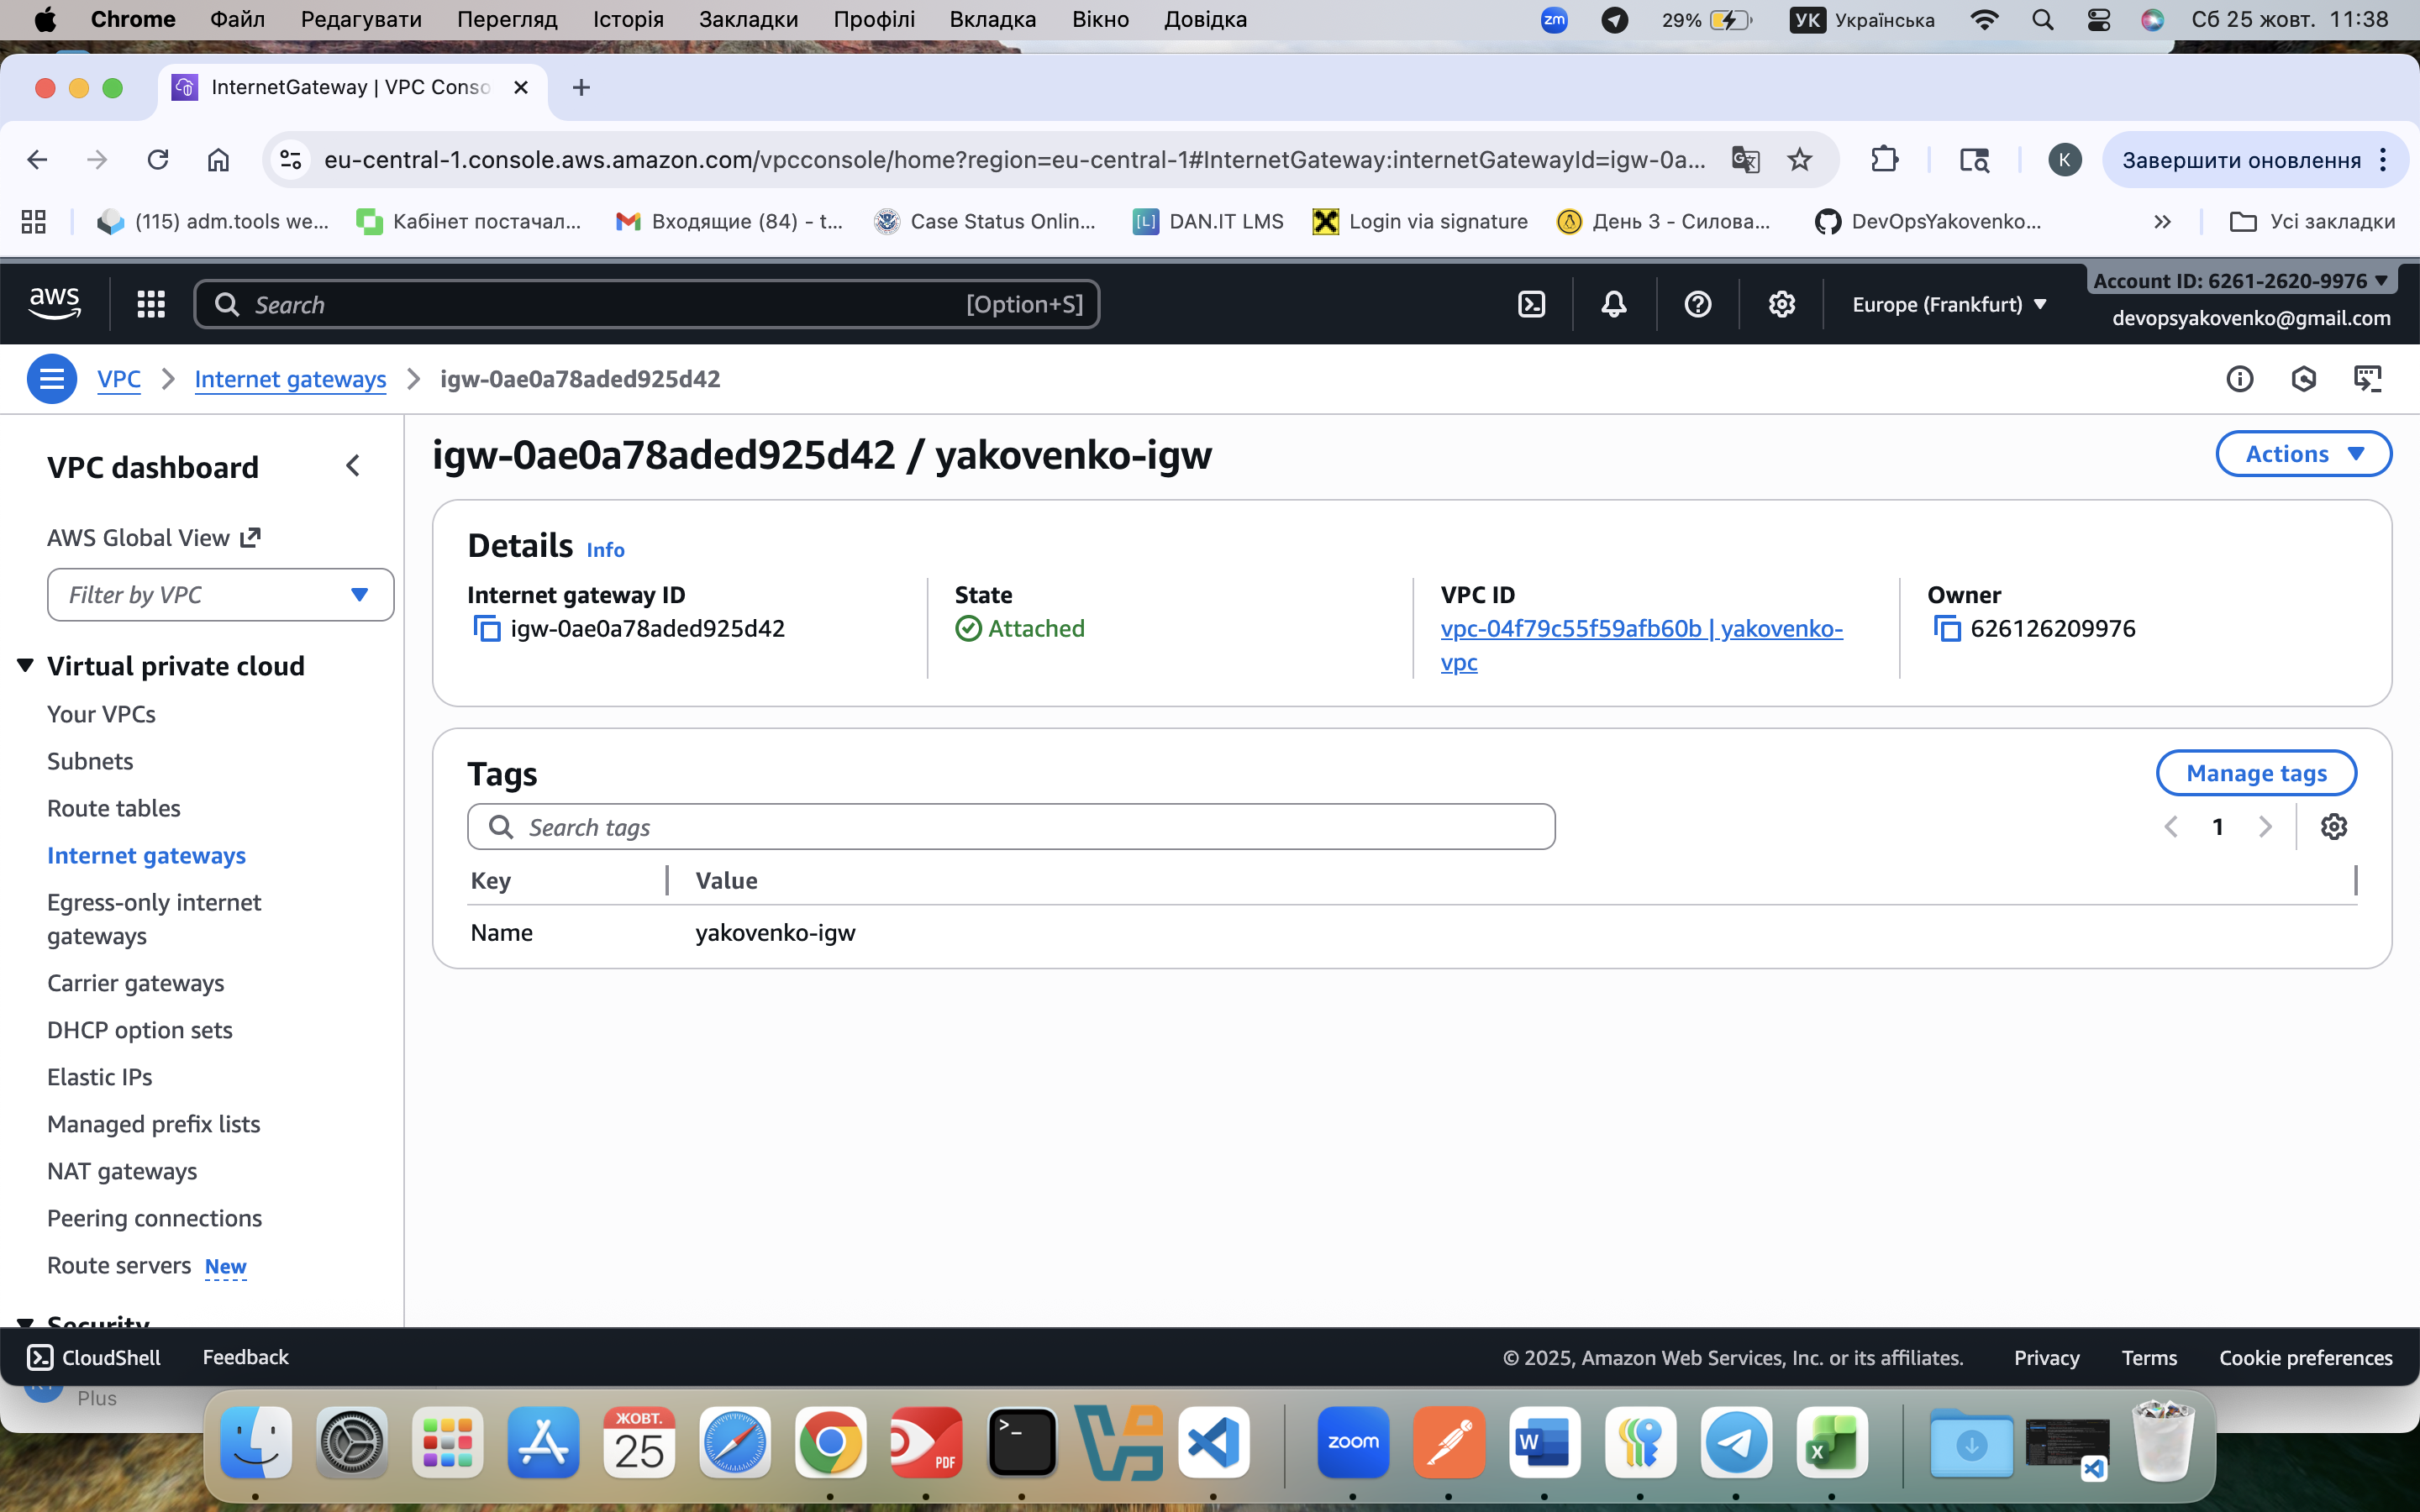 Chrome Файл Редагувати Перегляд Історія Закладки Профілі Вкладка Вікно Довідка zm 29% УК Українська Сб 25 жовт. 11:38
InternetGateway | VPC Conso
eu-central-1.console.aws.amazon.com/vpcconsole/home?region=eu-central-1#InternetGateway:internetGatewayId=igw-0a... K Завершити оновлення
(115) adm.tools we... Кабінет постачал... Входящие (84) - t... Case Status Onlin... [L] DAN.IT LMS Login via signature День 3 - Силова... DevOpsYakovenko... Усі закладки
aws Search [Option+S] Europe (Frankfurt) Account ID: 6261-2620-9976
devopsyakovenko@gmail.com
VPC Internet gateways igw-0ae0a78aded925d42
VPC dashboard
AWS Global View
Filter by VPC
Virtual private cloud
Your VPCs
Subnets
Route tables
Internet gateways
Egress-only internet
gateways
Carrier gateways
DHCP option sets
Elastic IPs
Managed prefix lists
NAT gateways
Peering connections
Route servers New
Security
igw-0ae0a78aded925d42 / yakovenko-igw
Actions
Details Info
Internet gateway ID
igw-0ae0a78aded925d42
State
Attached
VPC ID
vpc-04f79c55f59afb60b | yakovenko-
vpc
Owner
626126209976
Tags
Manage tags
Search tags
1
Key Value
Name yakovenko-igw
CloudShell Feedback © 2025, Amazon Web Services, Inc. or its affiliates. Privacy Terms Cookie preferences
Plus
ЖОВТ.
25
PDF
>_
zoom
W
X